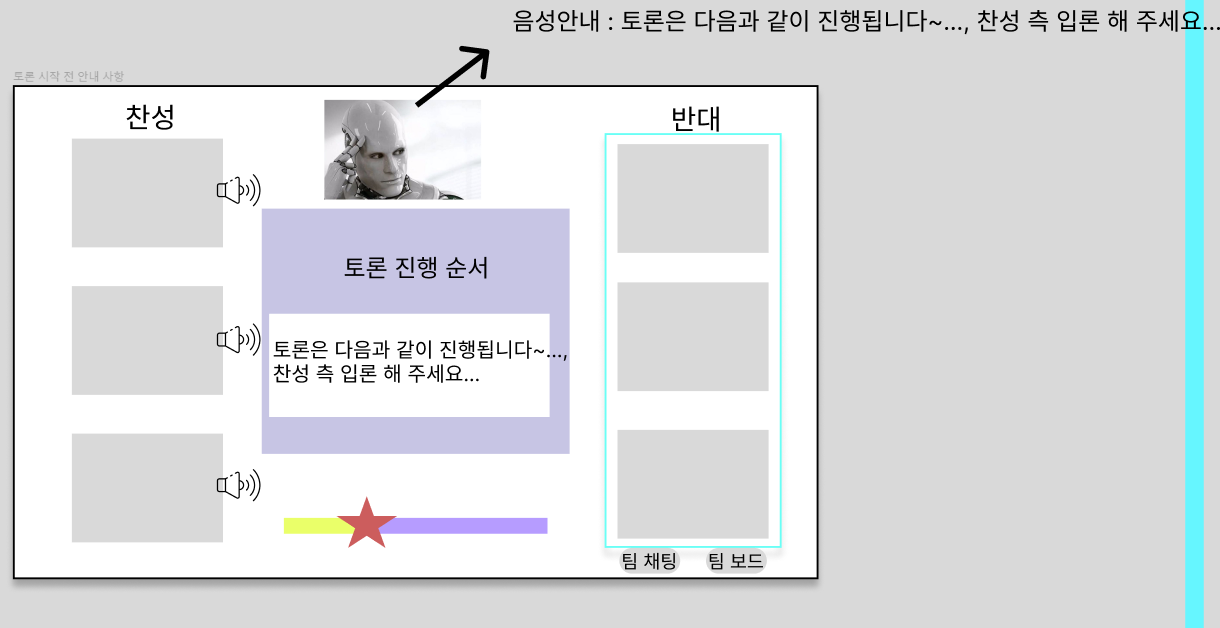 음성안내 : 토론은 다음과 같이 진행됩니다~..., 찬성 측 입론 해 주세요...
토론 시작 전 안내 사항
찬성
반대
토론 진행 순서
토론은 다음과 같이 진행됩니다~...,
찬성 측 입론 해 주세요...
팀 채팅
팀 보드